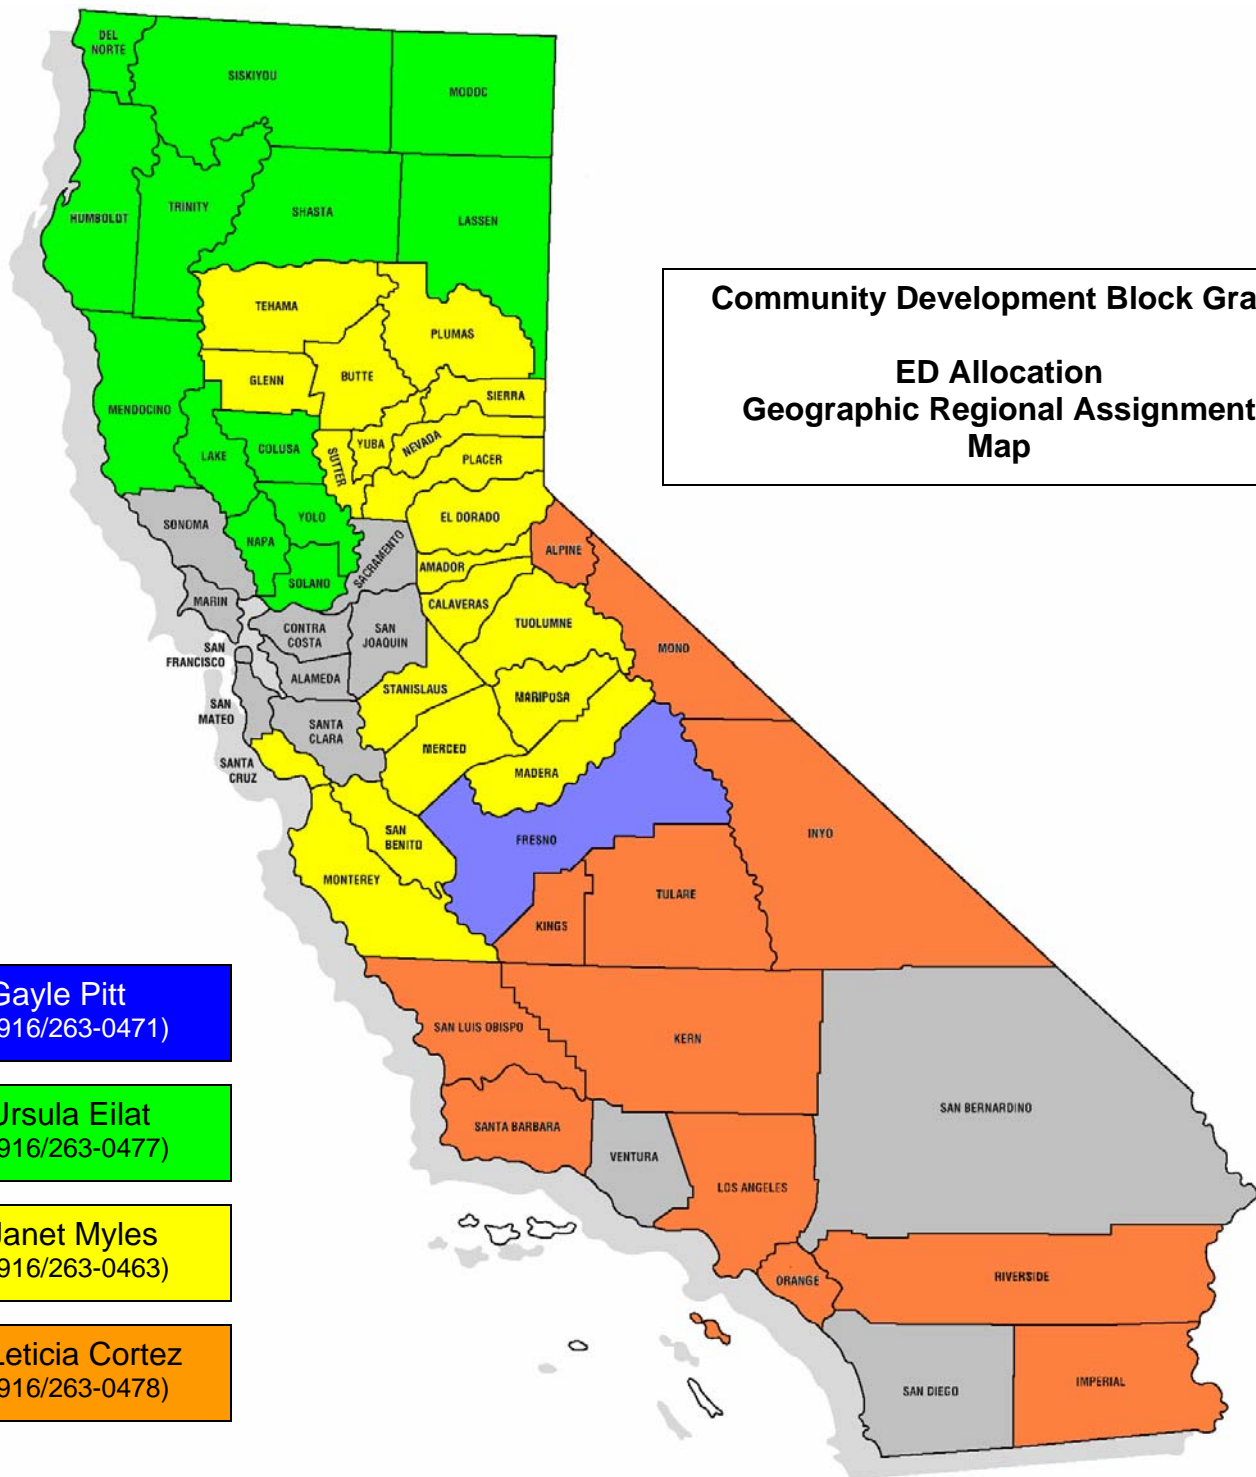 DEL
NORTE
SISKIYOU
MODOC
HUMBOLDT
TRINITY
SHASTA
LASSEN
Community Development Block Gra
ED Allocation
Geographic Regional Assignment
Map
TEHAMA
PLUMAS
GLENN
BUTTE
SIERRA
MENDOCINO
LAKE
COLUSA
SUTTER
YUBA
NEVADA
PLACER
SONOMA
NAPA
YOLO
SACRAMENTO
EL DORADO
ALPINE
SOLANO
AMADOR
MARIN
CALAVERAS
CONTRA
COSTA
SAN
JOAQUIN
TUOLUMNE
MONO
SAN
FRANCISCO
ALAMEDA
STANISLAUS
MARIPOSA
SAN
MATEO
SANTA
CLARA
MERCED
SANTA
CRUZ
MADERA
SAN
BENITO
FRESNO
INYO
MONTEREY
TULARE
KINGS
Gayle Pitt
916/263-0471)
SAN LUIS OBISPO
KERN
Ursula Eilat
916/263-0477)
SANTA BARBARA
SAN BERNARDINO
VENTURA
LOS ANGELES
Janet Myles
916/263-0463)
ORANGE
RIVERSIDE
Leticia Cortez
916/263-0478)
SAN DIEGO
IMPERIAL